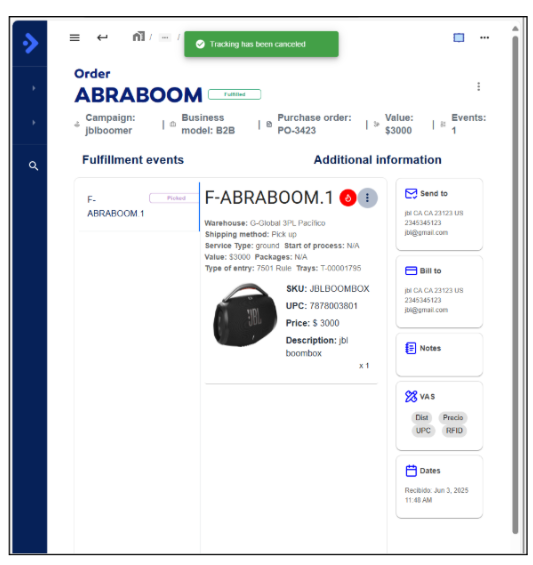 / ··· /
Tracking has been canceled
Order
ABRABOOM
Fulfilled
Campaign:
jblboomer
| Business
model: B2B
| Purchase order:
PO-3423
| Value:
$3000
| Events:
1
Fulfillment events
Additional information
F-
ABRABOOM.1
Picked
F-ABRABOOM.1
Warehouse: G-Global 3PL Pacifico
Shipping method: Pick up
Service Type: ground Start of process: N/A
Value: $3000 Packages: N/A
Type of entry: 7501 Rule Trays: T-00001795
JBL
SKU: JBLBOOMBOX
UPC: 7878003801
Price: $ 3000
Description: jbl
boombox
x 1
Send to
jbl CA CA 23123 US
2345345123
jbl@gmail.com
Bill to
jbl CA CA 23123 US
2345345123
jbl@gmail.com
Notes
VAS
Dist Precio
UPC RFID
Dates
Recibido: Jun 3, 2025
11:48 AM